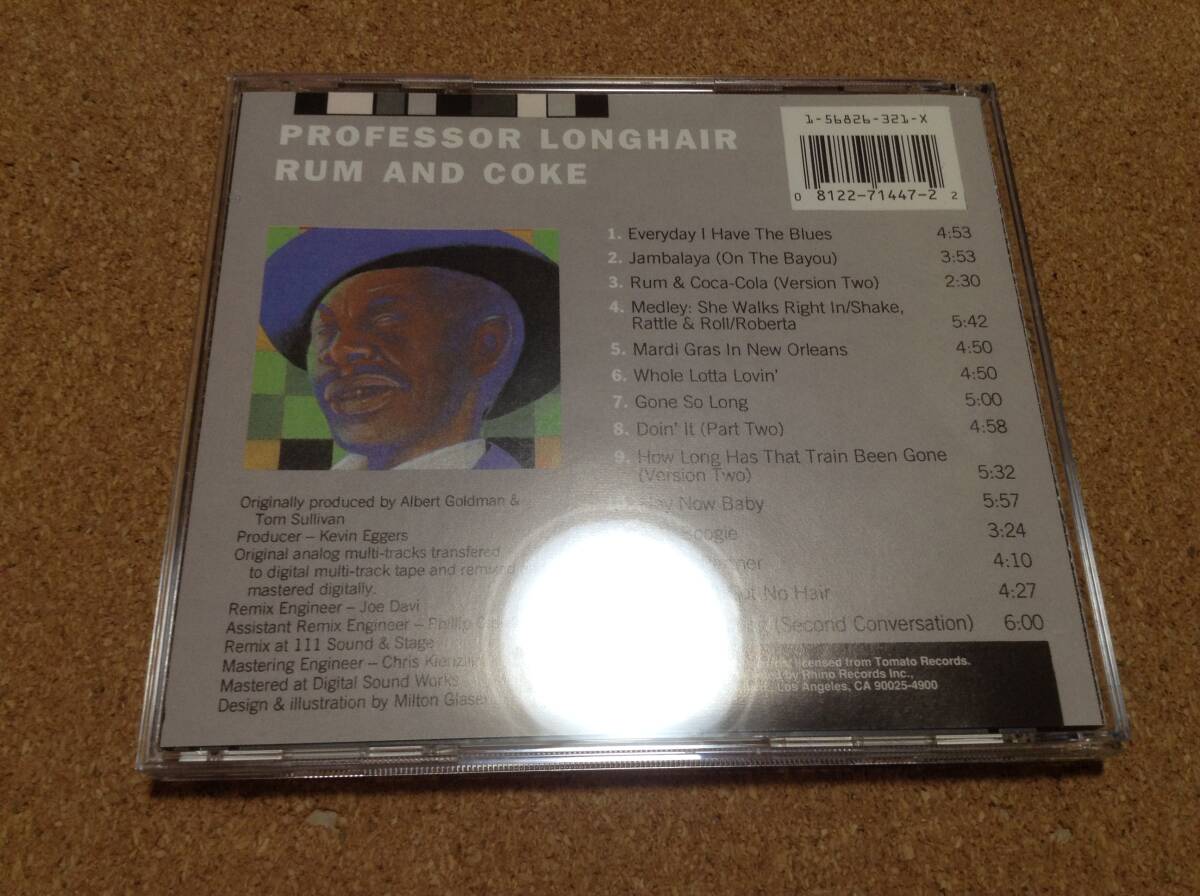 PROFESSOR LONGHAIR
RUM AND COKE
1-56826-321-X
0 8122-71447-2 2
1. Everyday I Have The Blues 4:53
2. Jambalaya (On The Bayou) 3:53
3. Rum & Coca-Cola (Version Two) 2:30
4. Medley: She Walks Right In/Shake,
Rattle & Roll/Roberta 5:42
5. Mardi Gras In New Orleans 4:50
6. Whole Lotta Lovin' 4:50
7. Gone So Long 5:00
8. Doin' It (Part Two) 4:58
9. How Long Has That Train Been Gone
(Version Two) 5:32
Now Baby 5:57
Boogie 3:24
4:10
No Hair 4:27
(Second Conversation) 6:00
Originally produced by Albert Goldman &
Tom Sullivan
Producer – Kevin Eggers
Original analog multi-tracks transfered
to digital multi-track tape and remixed
mastered digitally.
Remix Engineer – Joe Davi
Assistant Remix Engineer – Phillip
Remix at 111 Sound & Stage
Mastering Engineer – Chris
Mastered at Digital Sound Works
Design & illustration by Milton Glaser
licensed from Tomato Records.
by Rhino Records Inc.,
Los Angeles, CA 90025-4900